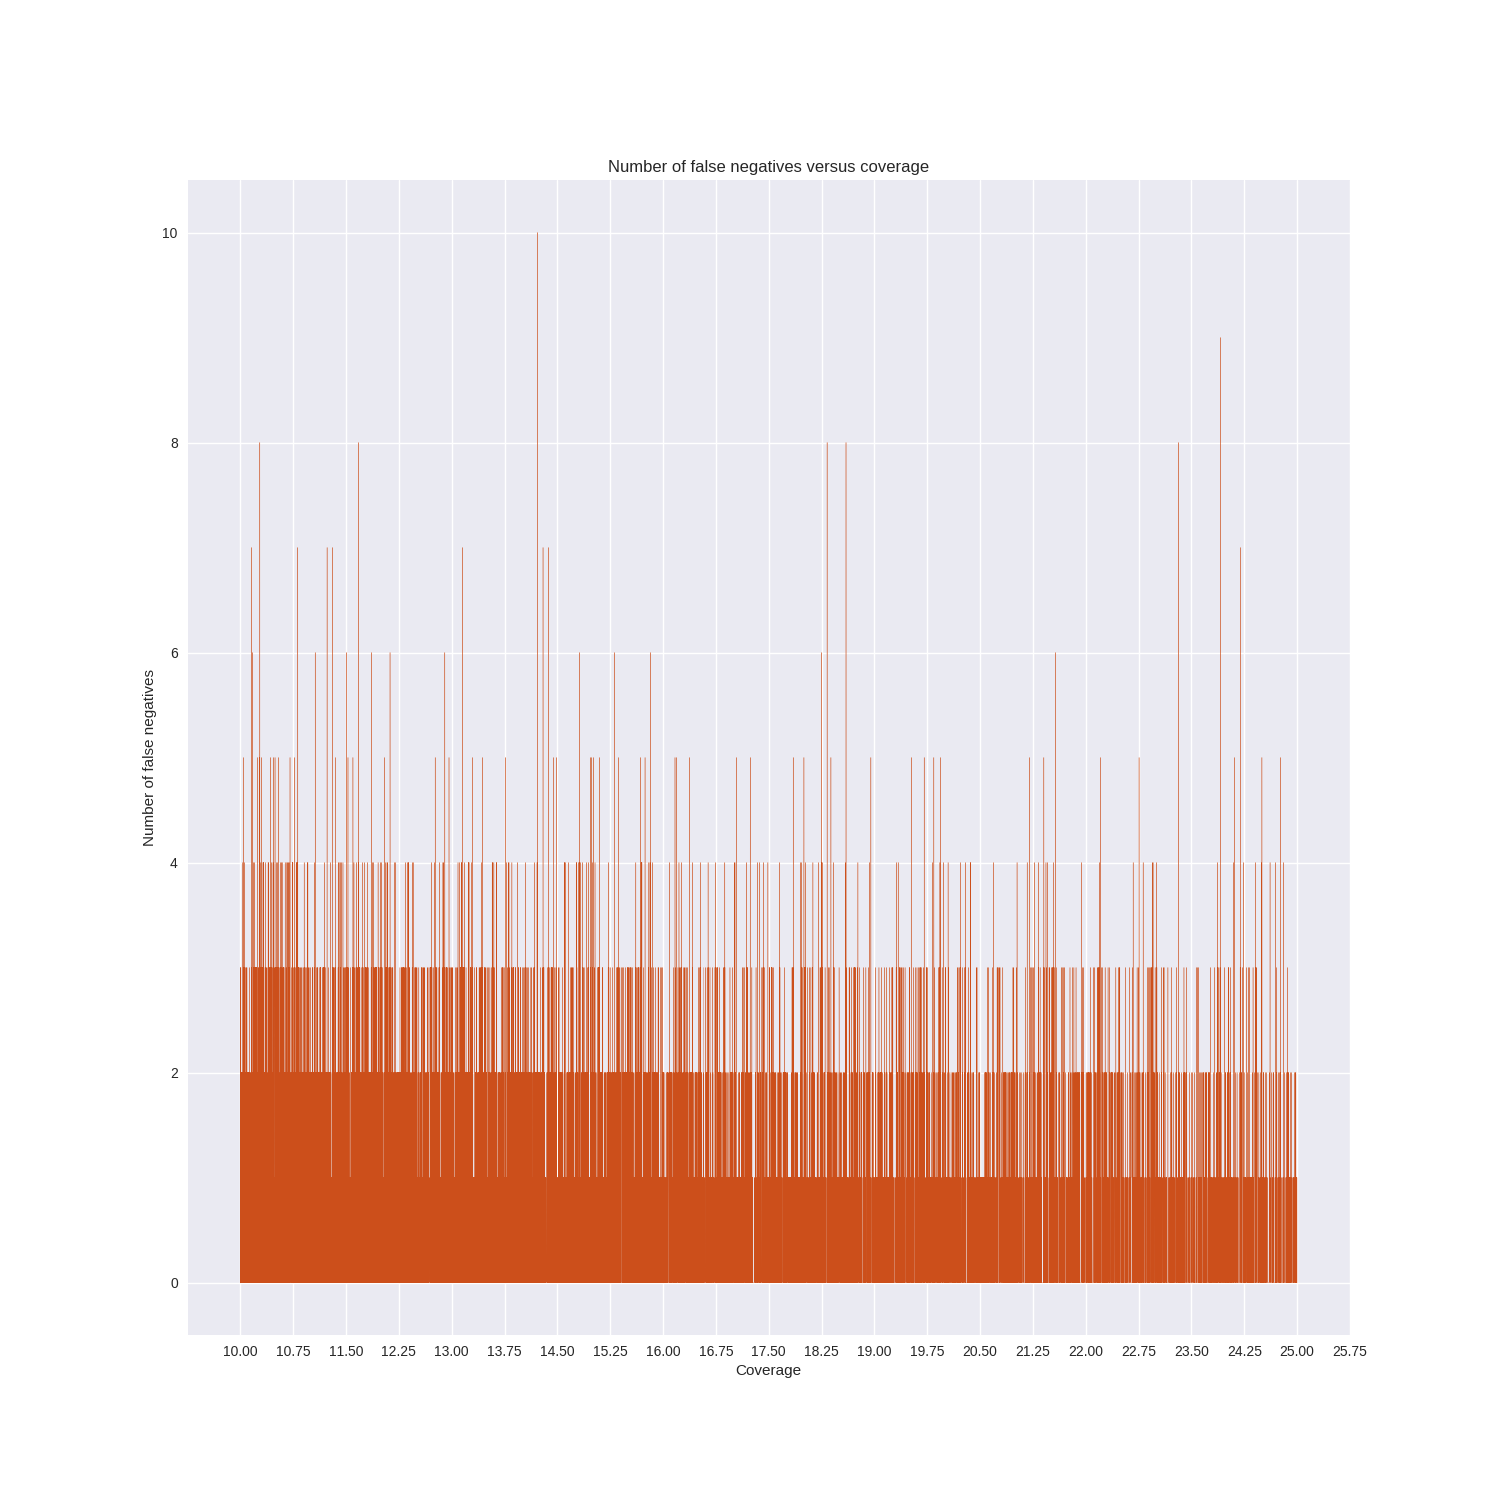 Number of false negatives versus coverage
10
8
6
4
2
0
Number of false negatives
10.00 10.75 11.50 12.25 13.00 13.75 14.50 15.25 16.00 16.75 17.50 18.25 19.00 19.75 20.50 21.25 22.00 22.75 23.50 24.25 25.00 25.75
Coverage